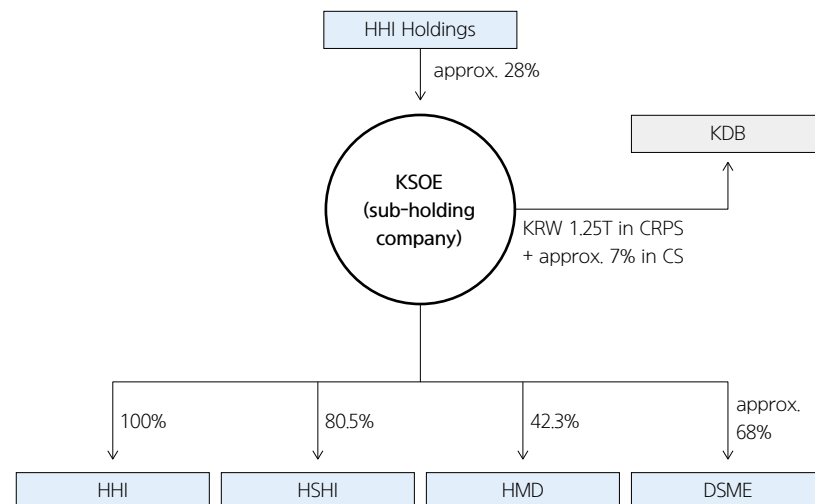 HHI Holdings
approx. 28%
KDB
KSOE
(sub-holding
company)
KRW 1.25T in CRPS
+ approx. 7% in CS
100%
80.5%
42.3%
approx.
68%
HHI
HSHI
HMD
DSME